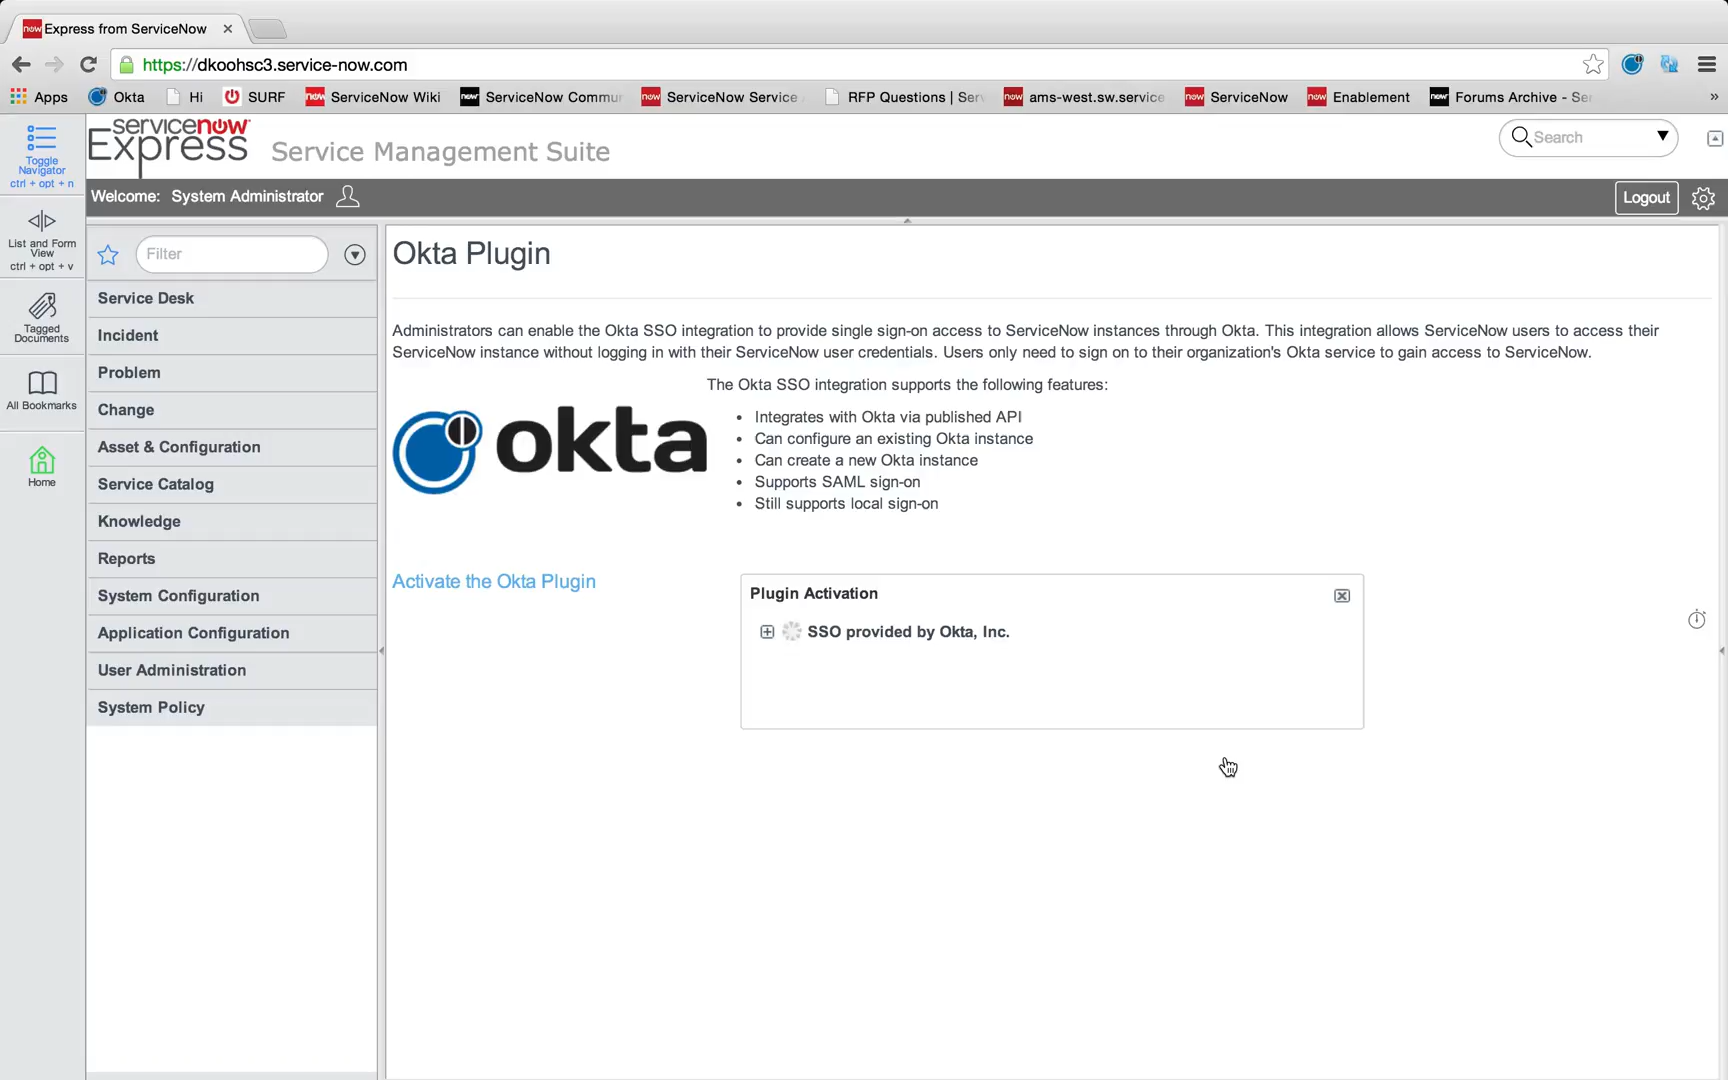 now Express from ServiceNow
https://dkoohsc3.service-now.com
Apps Okta Hi SURF now ServiceNow Wiki now ServiceNow Commu now ServiceNow Service RFP Questions | Ser now ams-west.sw.service now ServiceNow now Enablement now Forums Archive - Se »
Toggle
Navigator
ctrl + opt + n
servicenow
Express
Service Management Suite
Search
Welcome: System Administrator
Logout
List and Form
View
ctrl + opt + v
Tagged
Documents
All Bookmarks
Home
Filter
Service Desk
Incident
Problem
Change
Asset & Configuration
Service Catalog
Knowledge
Reports
System Configuration
Application Configuration
User Administration
System Policy
Okta Plugin
Administrators can enable the Okta SSO integration to provide single sign-on access to ServiceNow instances through Okta. This integration allows ServiceNow users to access their
ServiceNow instance without logging in with their ServiceNow user credentials. Users only need to sign on to their organization's Okta service to gain access to ServiceNow.
okta
The Okta SSO integration supports the following features:
• Integrates with Okta via published API
• Can configure an existing Okta instance
• Can create a new Okta instance
• Supports SAML sign-on
• Still supports local sign-on
Activate the Okta Plugin
Plugin Activation
SSO provided by Okta, Inc.